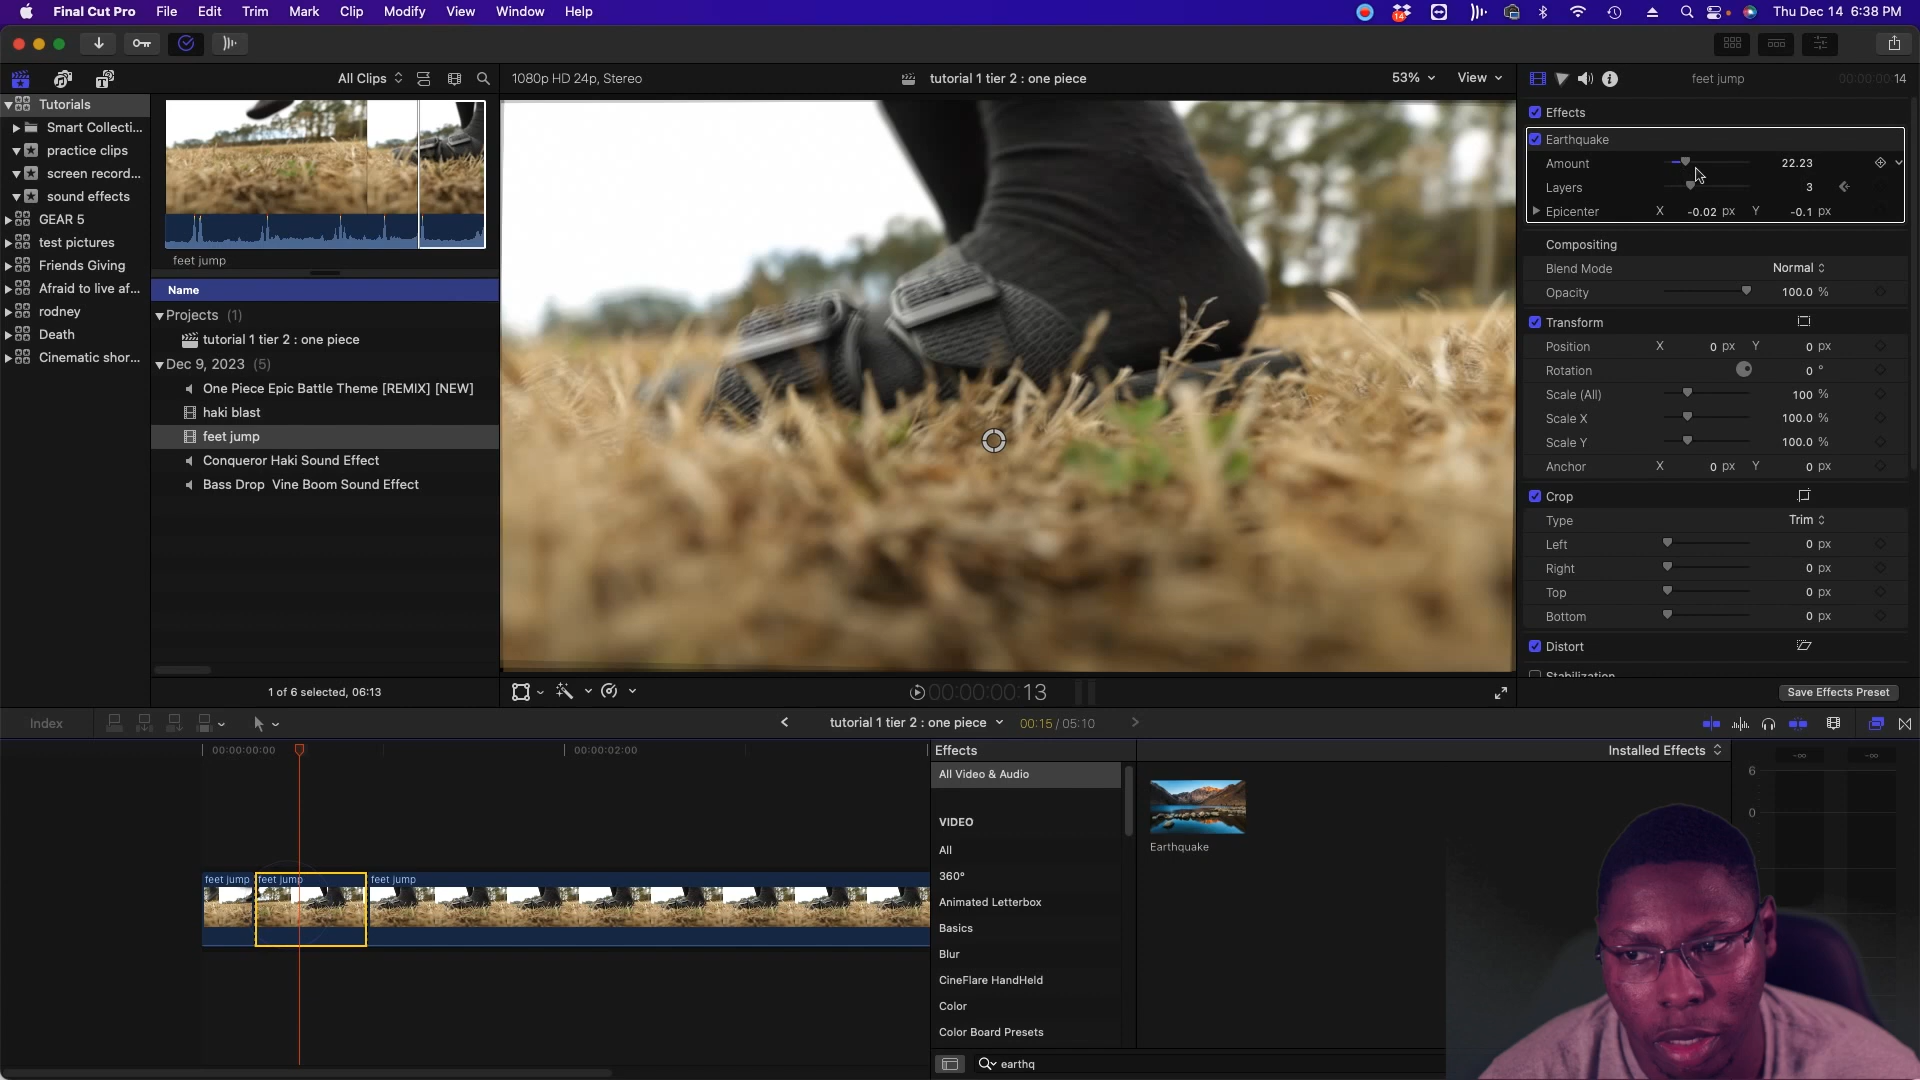 Final Cut Pro File Edit Trim Mark Clip Modify View Window Help 14 Thu Dec 14 6:38 PM
All Clips
1080p HD 24p, Stereo
tutorial 1 tier 2 : one piece
53%
View
feet jump
00:00:00:14
Tutorials
Smart Collecti...
practice clips
screen record...
sound effects
GEAR 5
test pictures
Friends Giving
Afraid to live af...
rodney
Death
Cinematic shor...
feet jump
Name
Projects (1)
tutorial 1 tier 2 : one piece
Dec 9, 2023 (5)
One Piece Epic Battle Theme [REMIX] [NEW]
haki blast
feet jump
Conqueror Haki Sound Effect
Bass Drop Vine Boom Sound Effect
1 of 6 selected, 06:13
00:00:00:13
Effects
Earthquake
Amount 22.23
Layers 3
Epicenter X -0.02 px Y -0.1 px
Compositing
Blend Mode Normal
Opacity 100.0 %
Transform
Position X 0 px Y 0 px
Rotation 0 °
Scale (All) 100 %
Scale X 100.0 %
Scale Y 100.0 %
Anchor X 0 px Y 0 px
Crop
Type Trim
Left 0 px
Right 0 px
Top 0 px
Bottom 0 px
Distort
Stabilization
Save Effects Preset
Index
tutorial 1 tier 2 : one piece
00:15 / 05:10
00:00:00:00
00:00:02:00
feet jump
feet jump
feet jump
Effects
Installed Effects
All Video & Audio
VIDEO
All
360°
Animated Letterbox
Basics
Blur
CineFlare HandHeld
Color
Color Board Presets
Earthquake
earthq
-∞ -∞
6
0